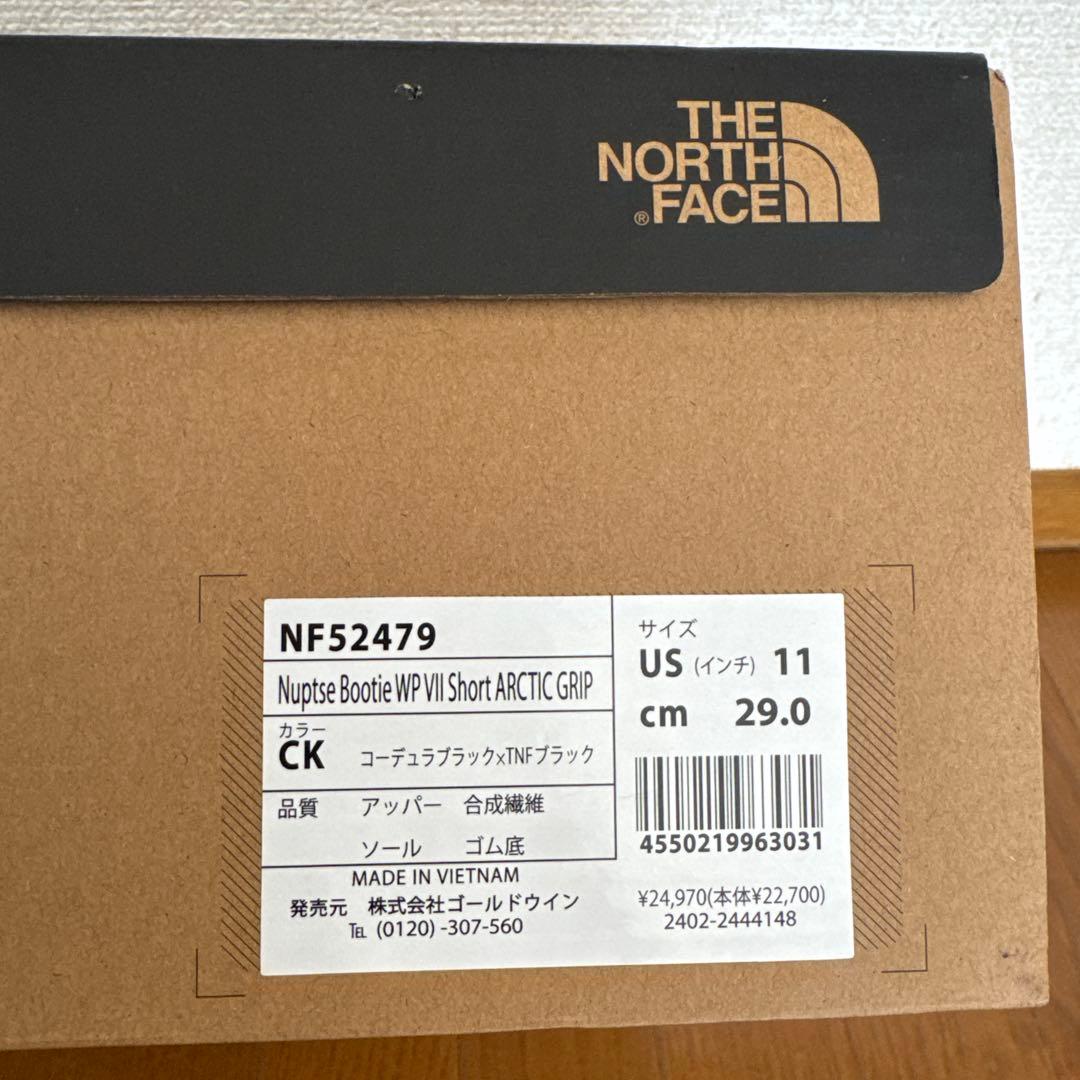 THE
NORTH
® FACE
NF52479
Nuptse Bootie WP VII Short ARCTIC GRIP
カラー
CK コーデュラブラック×TNFブラック
品質 アッパー 合成繊維
ソール ゴム底
MADE IN VIETNAM
発売元 株式会社ゴールドウイン
℡ (0120) -307-560
サイズ
US (インチ) 11
cm 29.0
4550219963031
¥24,970(本体¥22,700)
2402-2444148